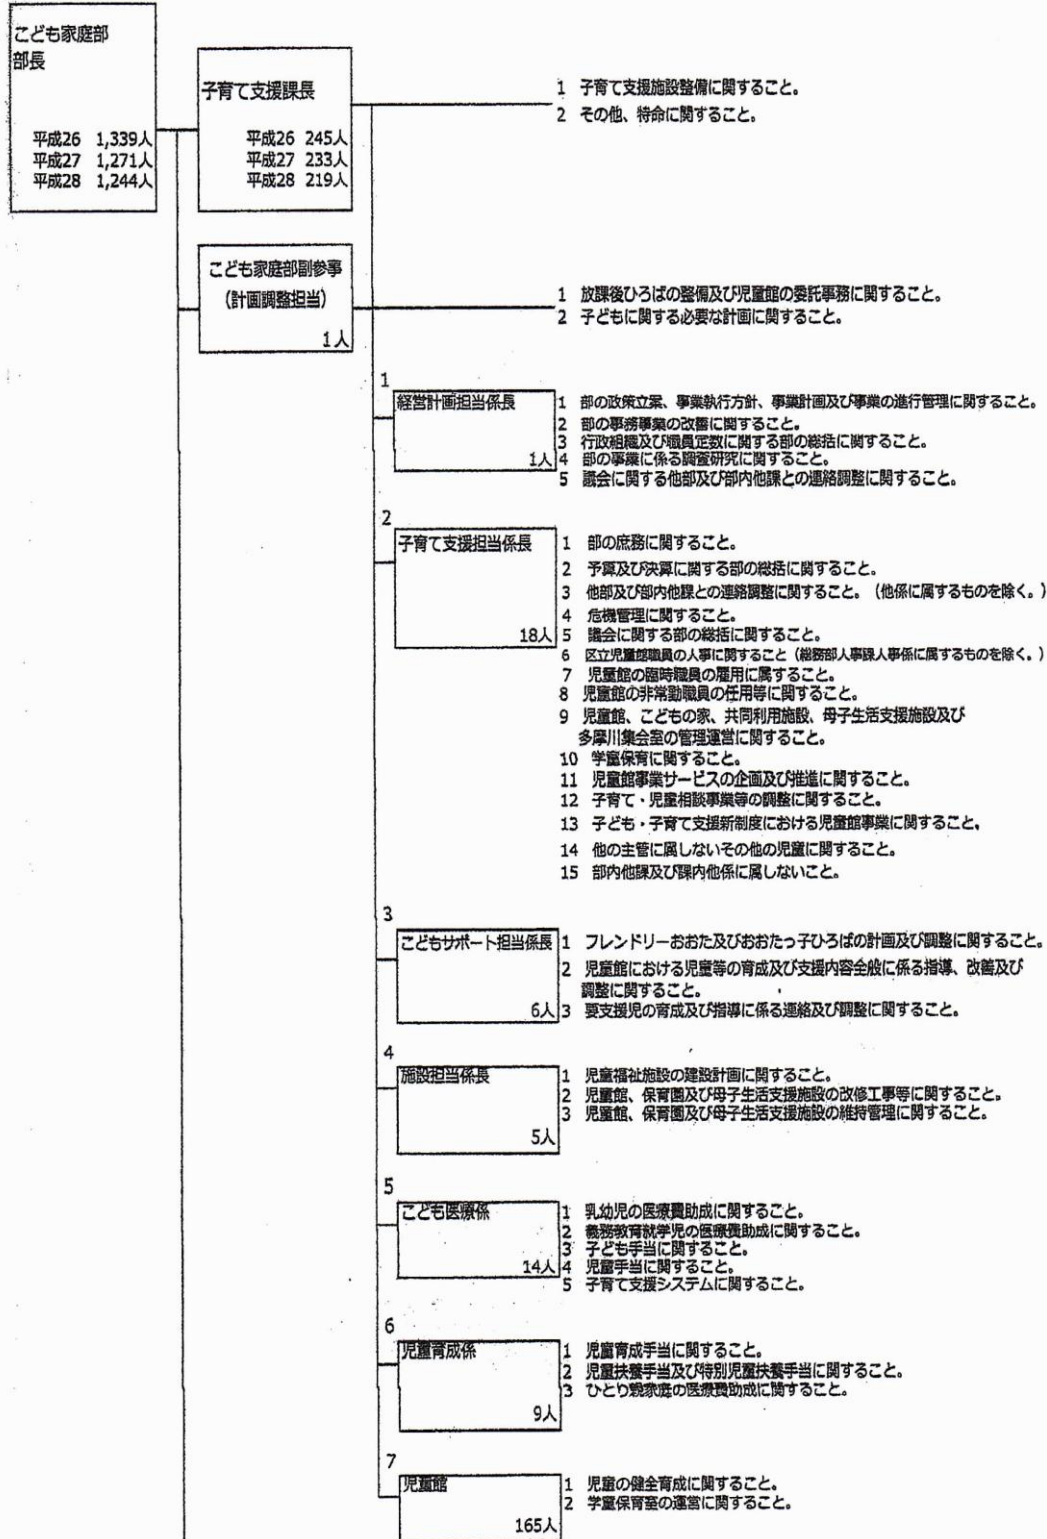 こども家庭部
部長
平成26 1,339人
平成27 1,271人
平成28 1,244人
子育て支援課長
平成26 245人
平成27 233人
平成28 219人
1 子育て支援施設整備に関すること。
2 その他、特命に関すること。
こども家庭部副参事
(計画調整担当)
1人
1 放課後ひろばの整備及び児童館の委託事務に関すること。
2 子どもに関する必要な計画に関すること。
1
経営計画担当係長
1人
1 部の政策立案、事業執行方針、事業計画及び事業の進行管理に関すること。
2 部の事務事業の改善に関すること。
3 行政組織及び職員定数に関する部の総括に関すること。
4 部の事業に係る調査研究に関すること。
5 議会に関する他部及び部内他課との連絡調整に関すること。
2
子育て支援担当係長
18人
1 部の庶務に関すること。
2 予算及び決算に関する部の総括に関すること。
3 他部及び部内他課との連絡調整に関すること。(他係に属するものを除く。)
4 危機管理に関すること。
5 議会に関する部の総括に関すること。
6 区立児童館職員の人事に関すること(総務部人事課人事係に属するものを除く。)
7 児童館の臨時職員の雇用に属すること。
8 児童館の非常勤職員の任用等に関すること。
9 児童館、こどもの家、共同利用施設、母子生活支援施設及び
多摩川集会室の管理運営に関すること。
10 学童保育に関すること。
11 児童館事業サービスの企画及び推進に関すること。
12 子育て・児童相談事業等の調整に関すること。
13 子ども・子育て支援新制度における児童館事業に関すること。
14 他の主管に属しないその他の児童に関すること。
15 部内他課及び課内他係に属しないこと。
3
こどもサポート担当係長
6人
1 フレンドリーおおた及びおおたっ子ひろばの計画及び調整に関すること。
2 児童館における児童等の育成及び支援内容全般に係る指導、改善及び
調整に関すること。
3 要支援児の育成及び指導に係る連絡及び調整に関すること。
4
施設担当係長
5人
1 児童福祉施設の建設計画に関すること。
2 児童館、保育園及び母子生活支援施設の改修工事等に関すること。
3 児童館、保育園及び母子生活支援施設の維持管理に関すること。
5
こども医療係
14人
1 乳幼児の医療費助成に関すること。
2 義務教育就学児の医療費助成に関すること。
3 子ども手当に関すること。
4 児童手当に関すること。
5 子育て支援システムに関すること。
6
児童育成係
9人
1 児童育成手当に関すること。
2 児童扶養手当及び特別児童扶養手当に関すること。
3 ひとり親家庭の医療費助成に関すること。
7
児童館
165人
1 児童の健全育成に関すること。
2 学童保育室の運営に関すること。